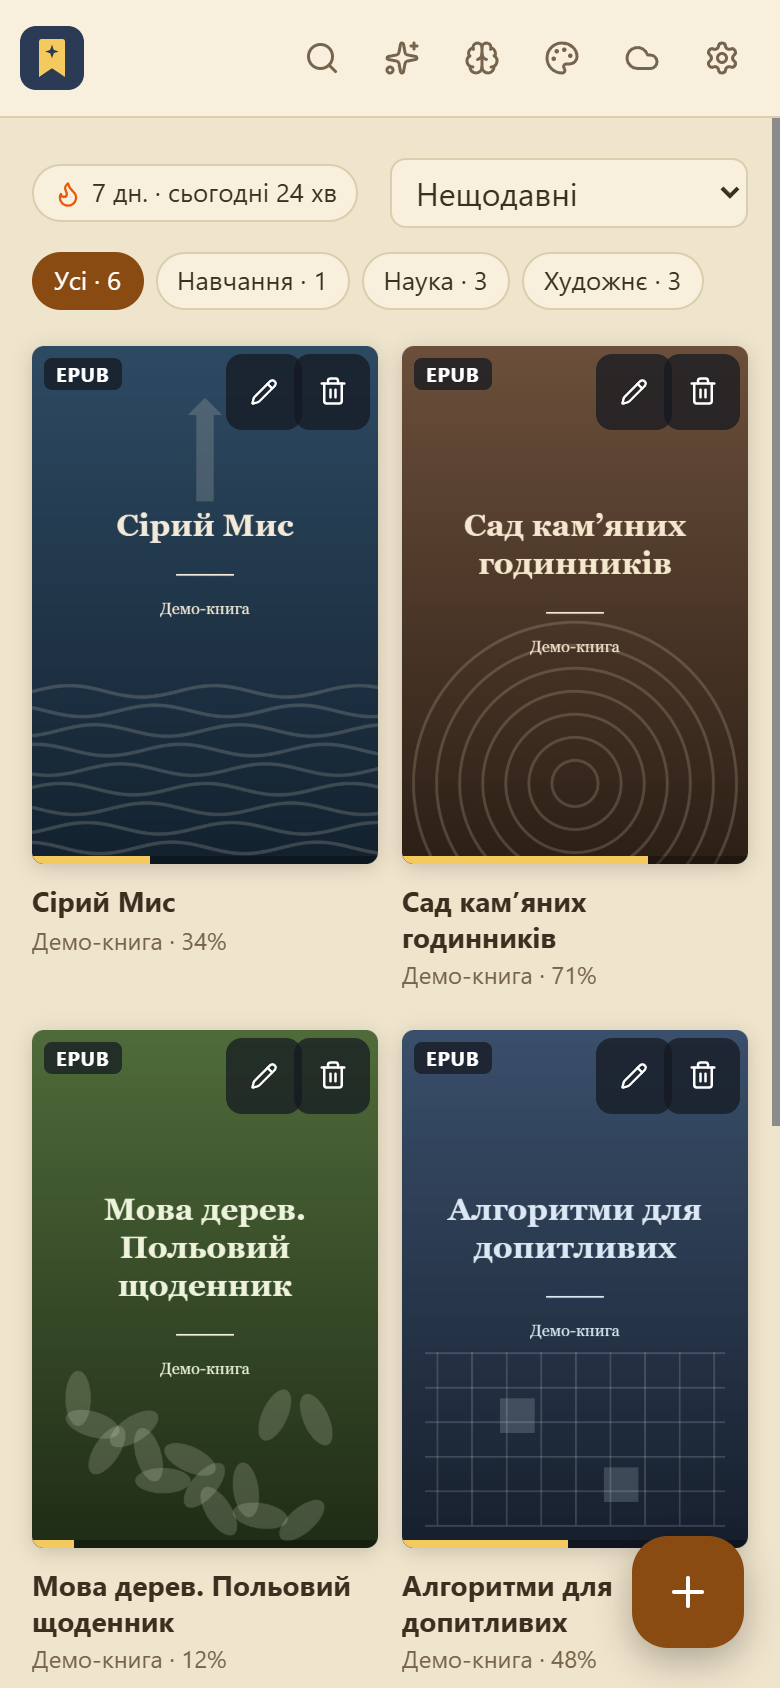 7 дн. · сьогодні 24 хв
Нещодавні
Усі · 6
Навчання · 1
Наука · 3
Художнє · 3
EPUB
Сірий Мис
Демо-книга
Сірий Мис
Демо-книга · 34%
EPUB
Сад кам’яних
годинників
Демо-книга
Сад кам’яних
годинників
Демо-книга · 71%
EPUB
Мова дерев.
Польовий
щоденник
Демо-книга
Мова дерев. Польовий
щоденник
Демо-книга · 12%
EPUB
Алгоритми для
допитливих
Демо-книга
Алгоритми для
допитливих
Демо-книга · 48%